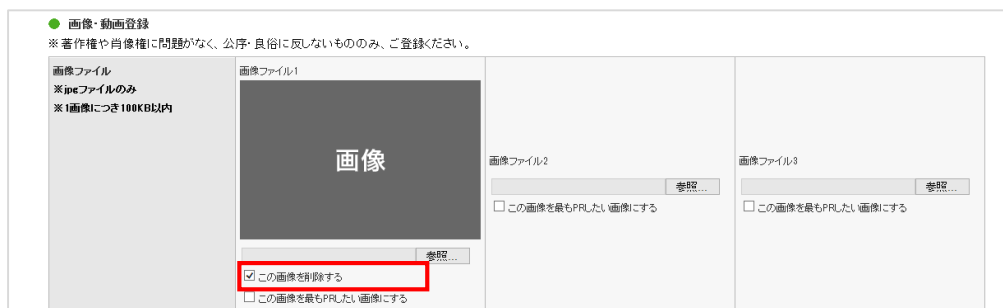 ● 画像・動画登録
※著作権や肖像権に問題がなく、公序・良俗に反しないもののみ、ご登録ください。
画像ファイル
※jpgファイルのみ
※1画像につき100KB以内
画像ファイル1
画像
参照...
この画像を削除する
この画像を最もPRしたい画像にする
画像ファイル2
参照...
この画像を最もPRしたい画像にする
画像ファイル3
参照...
この画像を最もPRしたい画像にする